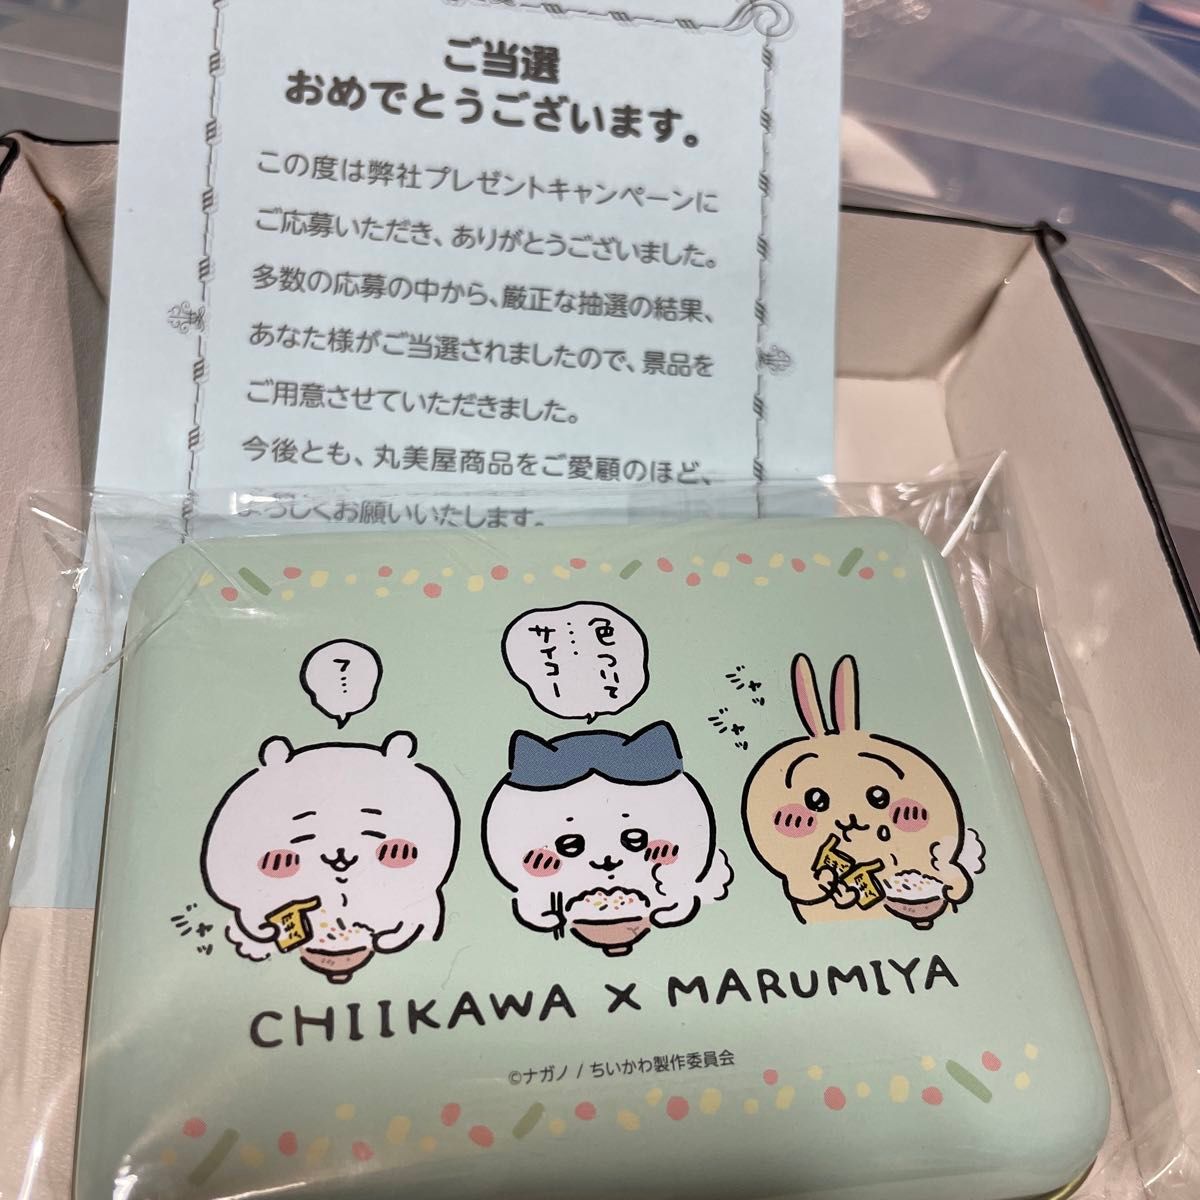 ご当選
おめでとうございます。
この度は弊社プレゼントキャンペーンに
ご応募いただき、ありがとうございました。
多数の応募の中から、厳正な抽選の結果、
あなた様がご当選されましたので、景品を
ご用意させていただきました。
今後とも、丸美屋商品をご愛顧のほど、
よろしくお願いいたします。
色ついて
……
サイコー
フ…
シャッ
シャッ
シャッ
CHIIKAWA × MARUMIYA
©ナガノ / ちいかわ製作委員会